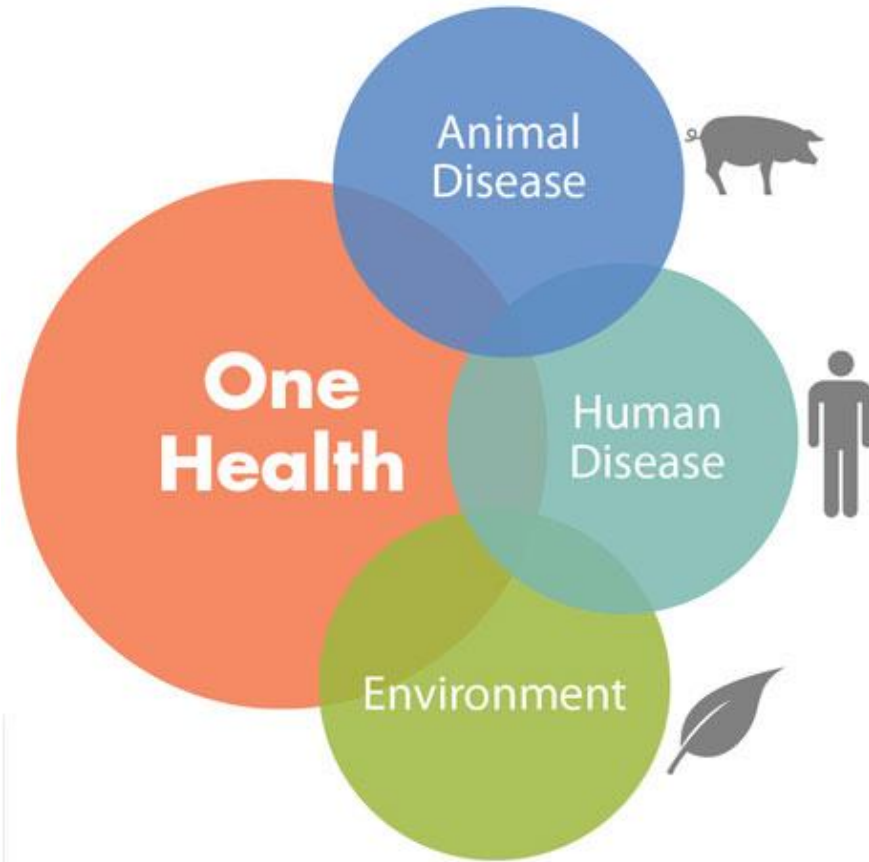 Animal
Disease
One
Health
Human
Disease
Environment